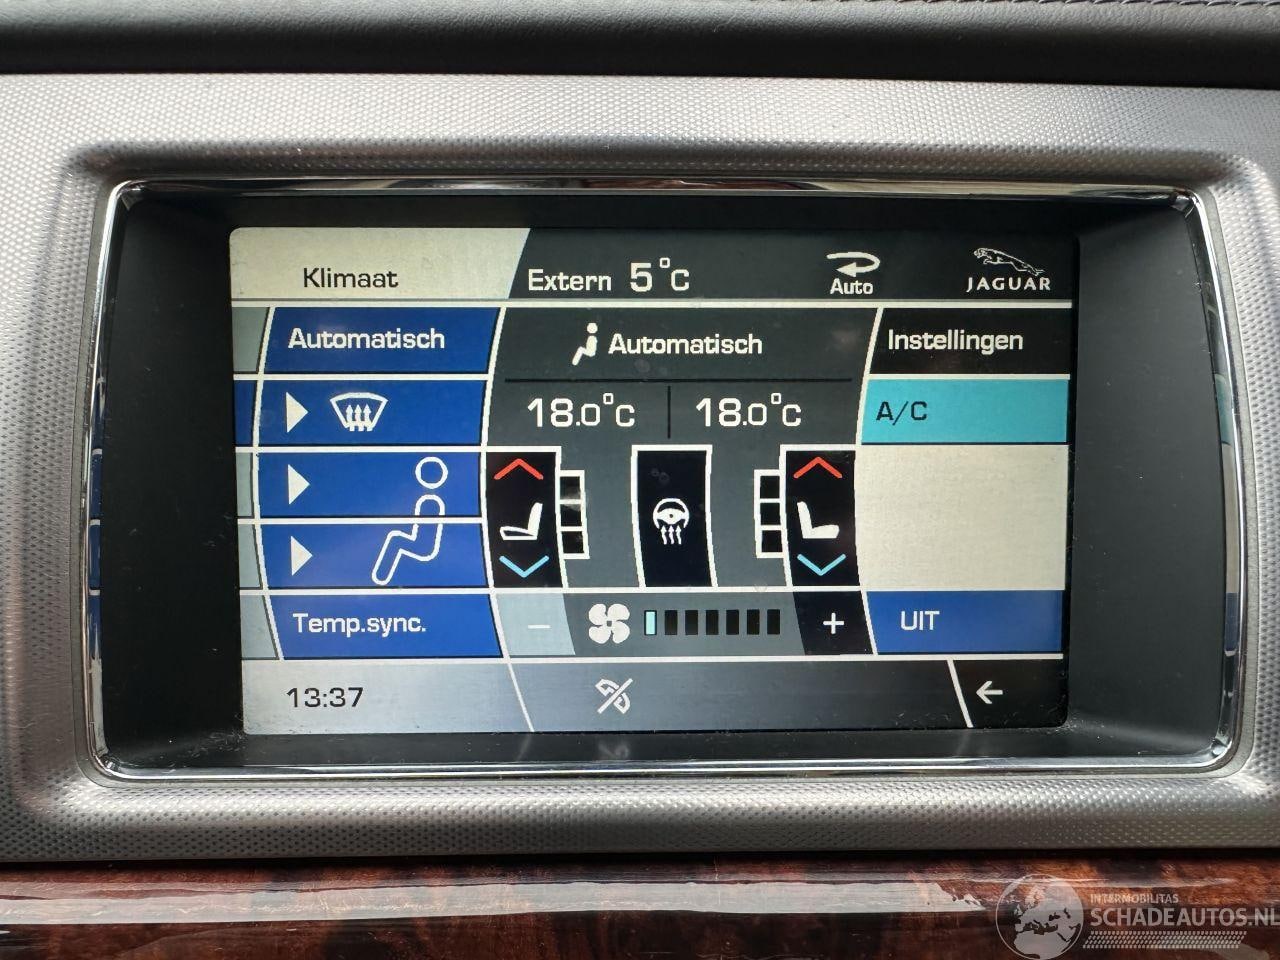 Klimaat
Extern 5°C
Auto
JAGUAR
Automatisch
Automatisch
Instellingen
18.0°C
18.0°C
A/C
Temp.sync.
− +
UIT
13:37
INTERMOBILITAS
SCHADEAUTOS.NL